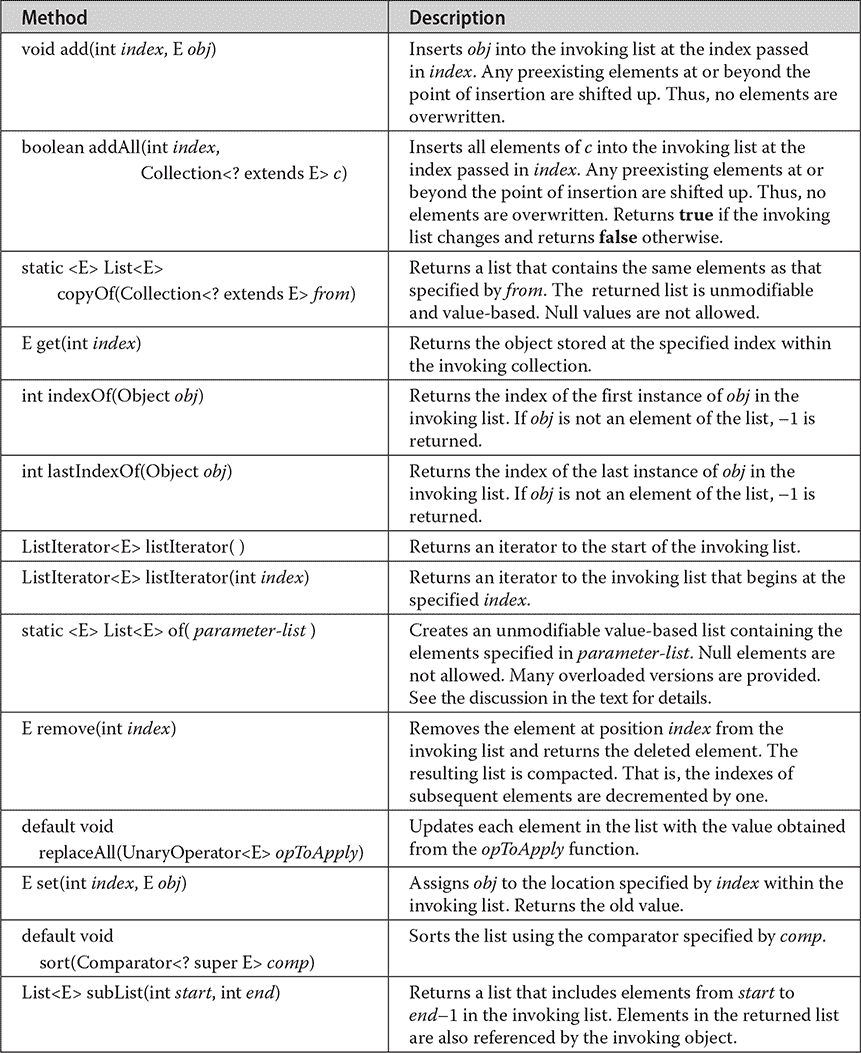 Method Description
void add(int index, E obj) Inserts obj into the invoking list at the index passed
in index. Any preexisting elements at or beyond the
point of insertion are shifted up. Thus, no elements are
overwritten.
boolean addAll(int index, Inserts all elements of c into the invoking list at the
Collection<? extends E> c) index passed in index. Any preexisting elements at or
beyond the point of insertion are shifted up. Thus, no
elements are overwritten. Returns true if the invoking
list changes and returns false otherwise.
static <E> List<E> Returns a list that contains the same elements as that
copyOf(Collection<? extends E> from) specified by from. The returned list is unmodifiable
and value-based. Null values are not allowed.
E get(int index) Returns the object stored at the specified index within
the invoking collection.
int indexOf(Object obj) Returns the index of the first instance of obj in the
invoking list. If obj is not an element of the list, −1 is
returned.
int lastIndexOf(Object obj) Returns the index of the last instance of obj in the
invoking list. If obj is not an element of the list, −1 is
returned.
ListIterator<E> listIterator( ) Returns an iterator to the start of the invoking list.
ListIterator<E> listIterator(int index) Returns an iterator to the invoking list that begins at the
specified index.
static <E> List<E> of( parameter-list ) Creates an unmodifiable value-based list containing the
elements specified in parameter-list. Null elements are
not allowed. Many overloaded versions are provided.
See the discussion in the text for details.
E remove(int index) Removes the element at position index from the
invoking list and returns the deleted element. The
resulting list is compacted. That is, the indexes of
subsequent elements are decremented by one.
default void Updates each element in the list with the value obtained
replaceAll(UnaryOperator<E> opToApply) from the opToApply function.
E set(int index, E obj) Assigns obj to the location specified by index within the
invoking list. Returns the old value.
default void Sorts the list using the comparator specified by comp.
sort(Comparator<? super E> comp)
List<E> subList(int start, int end) Returns a list that includes elements from start to
end−1 in the invoking list. Elements in the returned list
are also referenced by the invoking object.